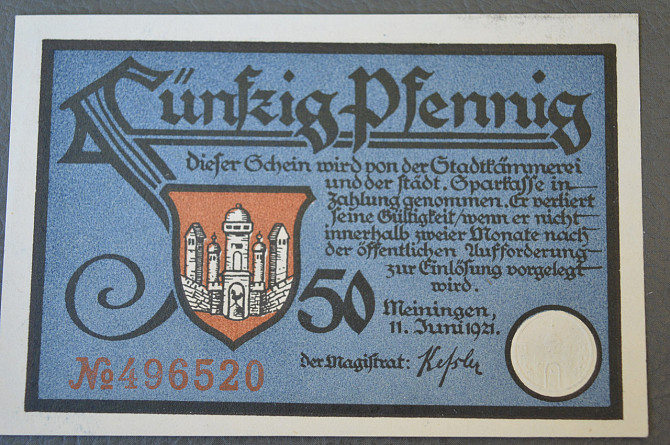 Fünfzig Pfennig
Dieser Schein wird von der Stadtkämmerei
und der städt. Sparkasse in
Zahlung genommen. Er verliert
seine Gültigkeit/wenn er nicht
innerhalb zweier Monate nach
der öffentlichen Aufforderung
zur Einlösung vorgelegt
wird.
50
Meiningen,
11. Juni 1921.
der Magistrat: Keßler
№ 496520